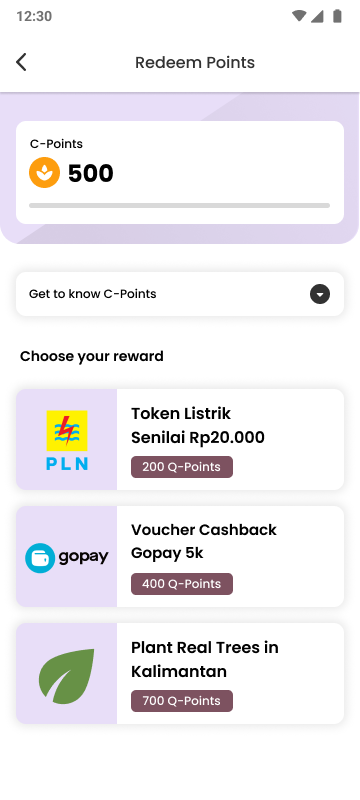 12:30
Redeem Points
C-Points
500
Get to know C-Points
Choose your reward
PLN
Token Listrik
Senilai Rp20.000
200 Q-Points
gopay
Voucher Cashback
Gopay 5k
400 Q-Points
Plant Real Trees in
Kalimantan
700 Q-Points